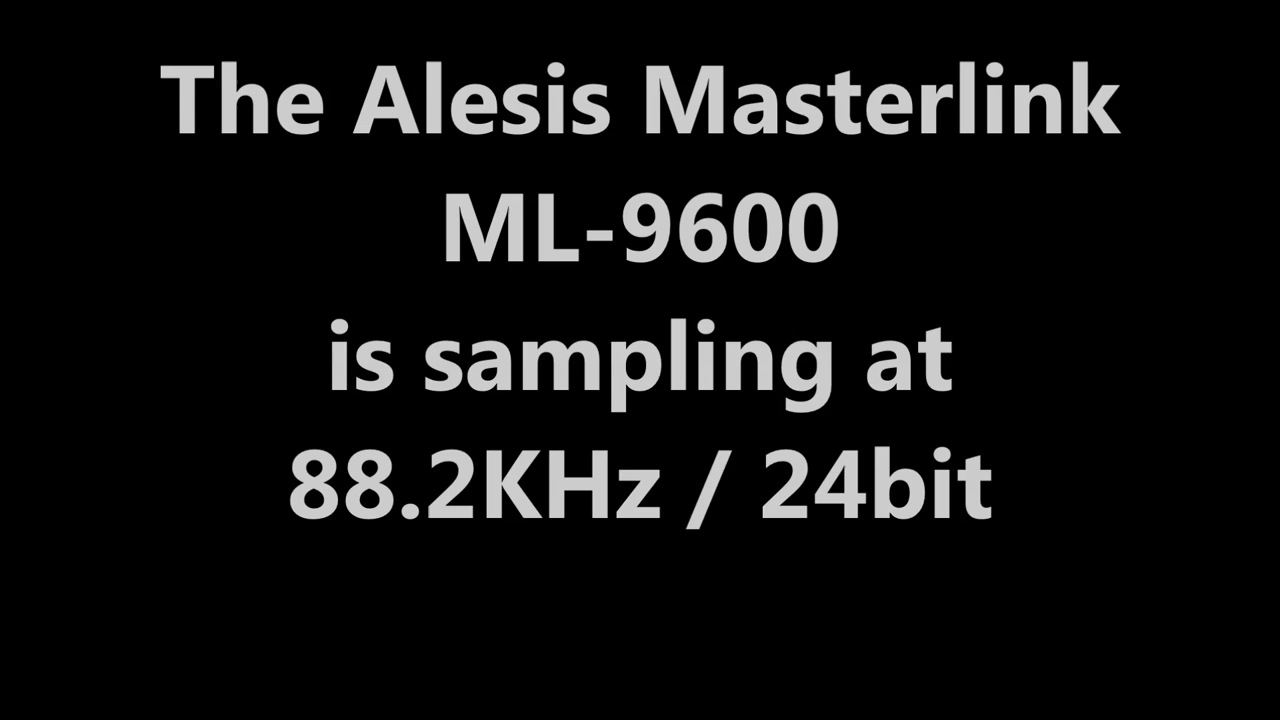 The Alesis Masterlink
ML-9600
is sampling at
88.2KHz / 24bit